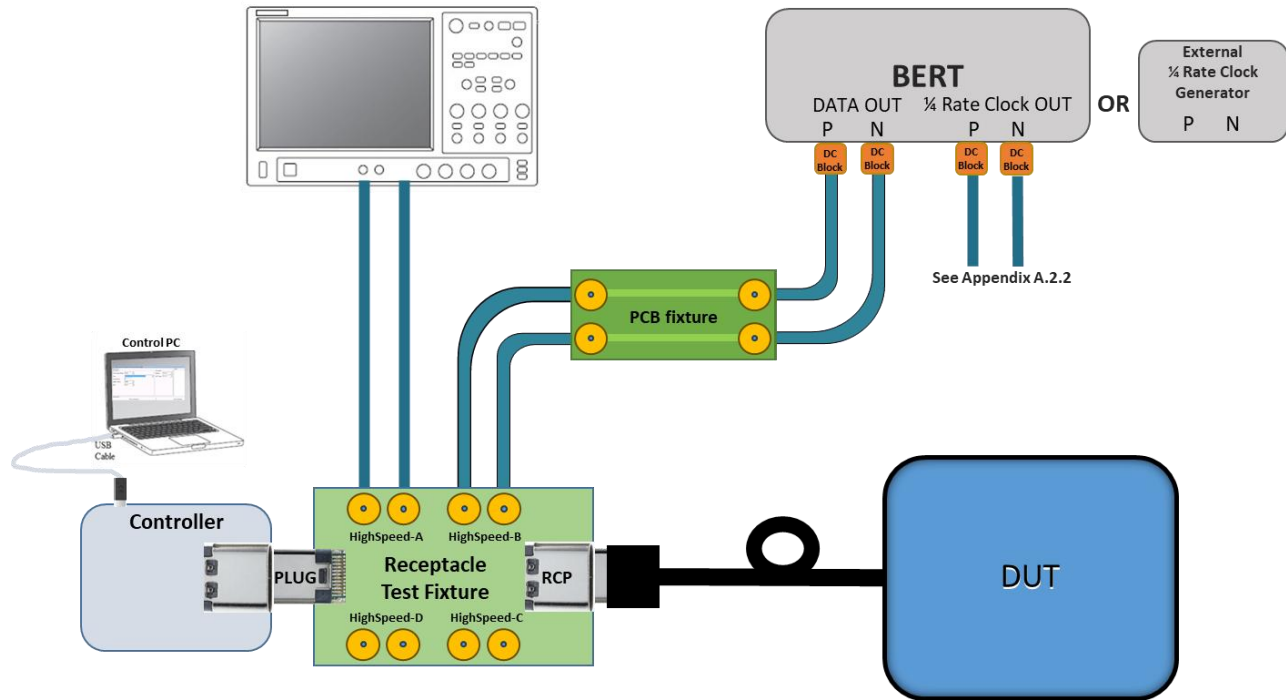 BERT
DATA OUT
¼ Rate Clock OUT
P
N
P
N
OR
External
¼ Rate Clock
Generator
P
N
DC
Block
DC
Block
DC
Block
DC
Block
See Appendix A.2.2
PCB fixture
Control PC
USB
Cable
Controller
PLUG
HighSpeed-A
HighSpeed-B
Receptacle
Test Fixture
RCP
HighSpeed-D
HighSpeed-C
DUT